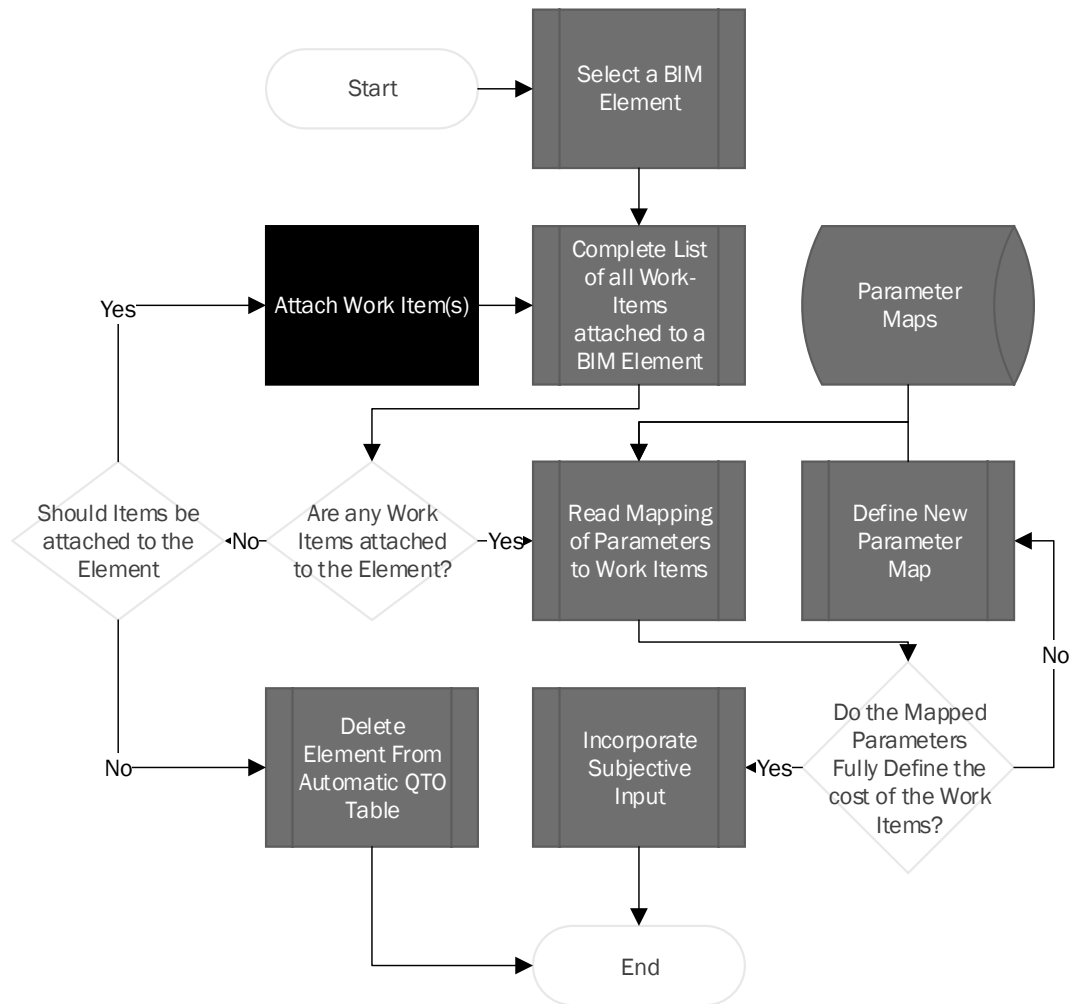 Start
Select a BIM
Element
Attach Work Item(s)
Complete List
of all Work-
Items
attached to a
BIM Element
Parameter
Maps
Yes
Should Items be
attached to the
Element
No
Are any Work
Items attached
to the Element?
Yes
Read Mapping
of Parameters
to Work Items
Define New
Parameter
Map
No
No
Delete
Element From
Automatic QTO
Table
Incorporate
Subjective
Input
Yes
Do the Mapped
Parameters
Fully Define the
cost of the Work
Items?
End